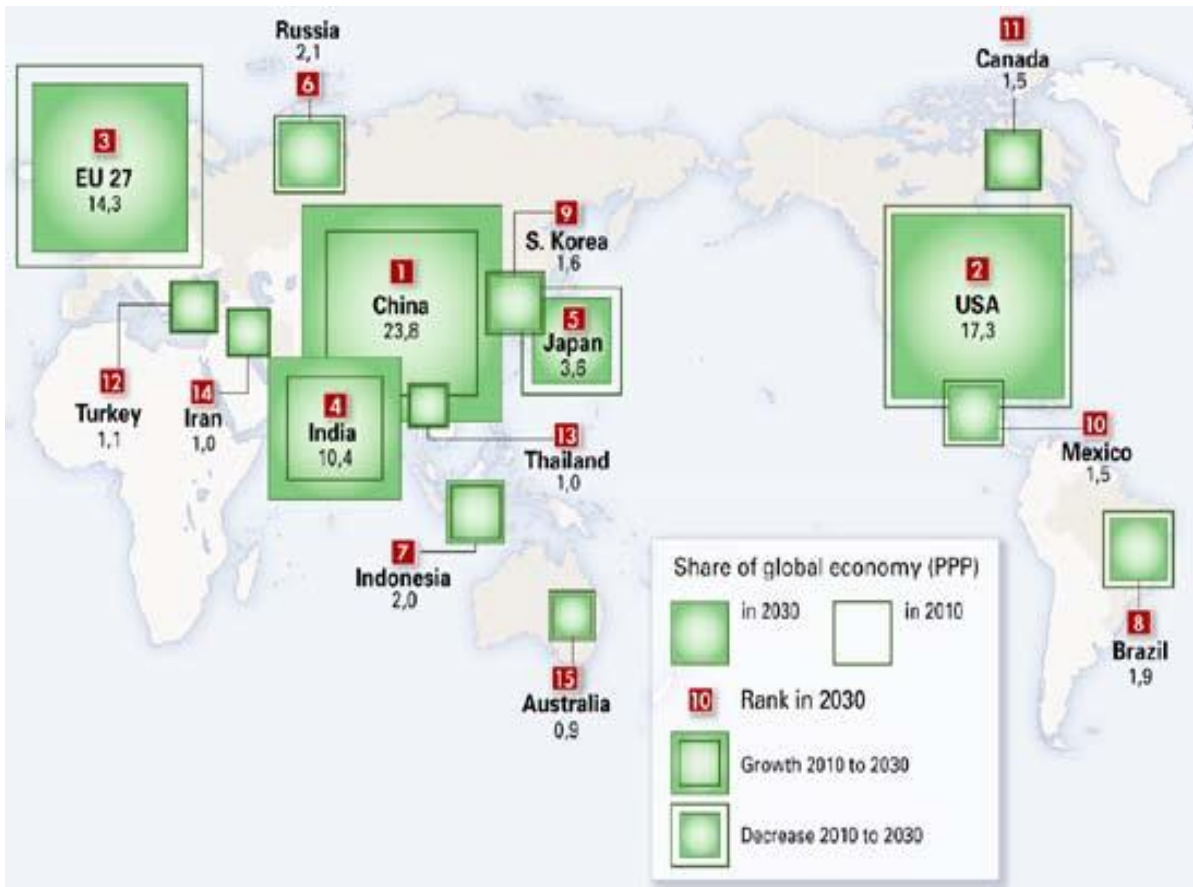 Russia
2,1
6
11
Canada
1,5
3
EU 27
14,3
9
S. Korea
1,6
1
China
23,8
2
USA
17,3
5
Japan
3,6
12
Turkey
1,1
14
Iran
1,0
4
India
10,4
13
Thailand
1,0
10
Mexico
1,5
7
Indonesia
2,0
8
Brazil
1,9
15
Australia
0,9
Share of global economy (PPP)
in 2030
in 2010
10 Rank in 2030
Growth 2010 to 2030
Decrease 2010 to 2030